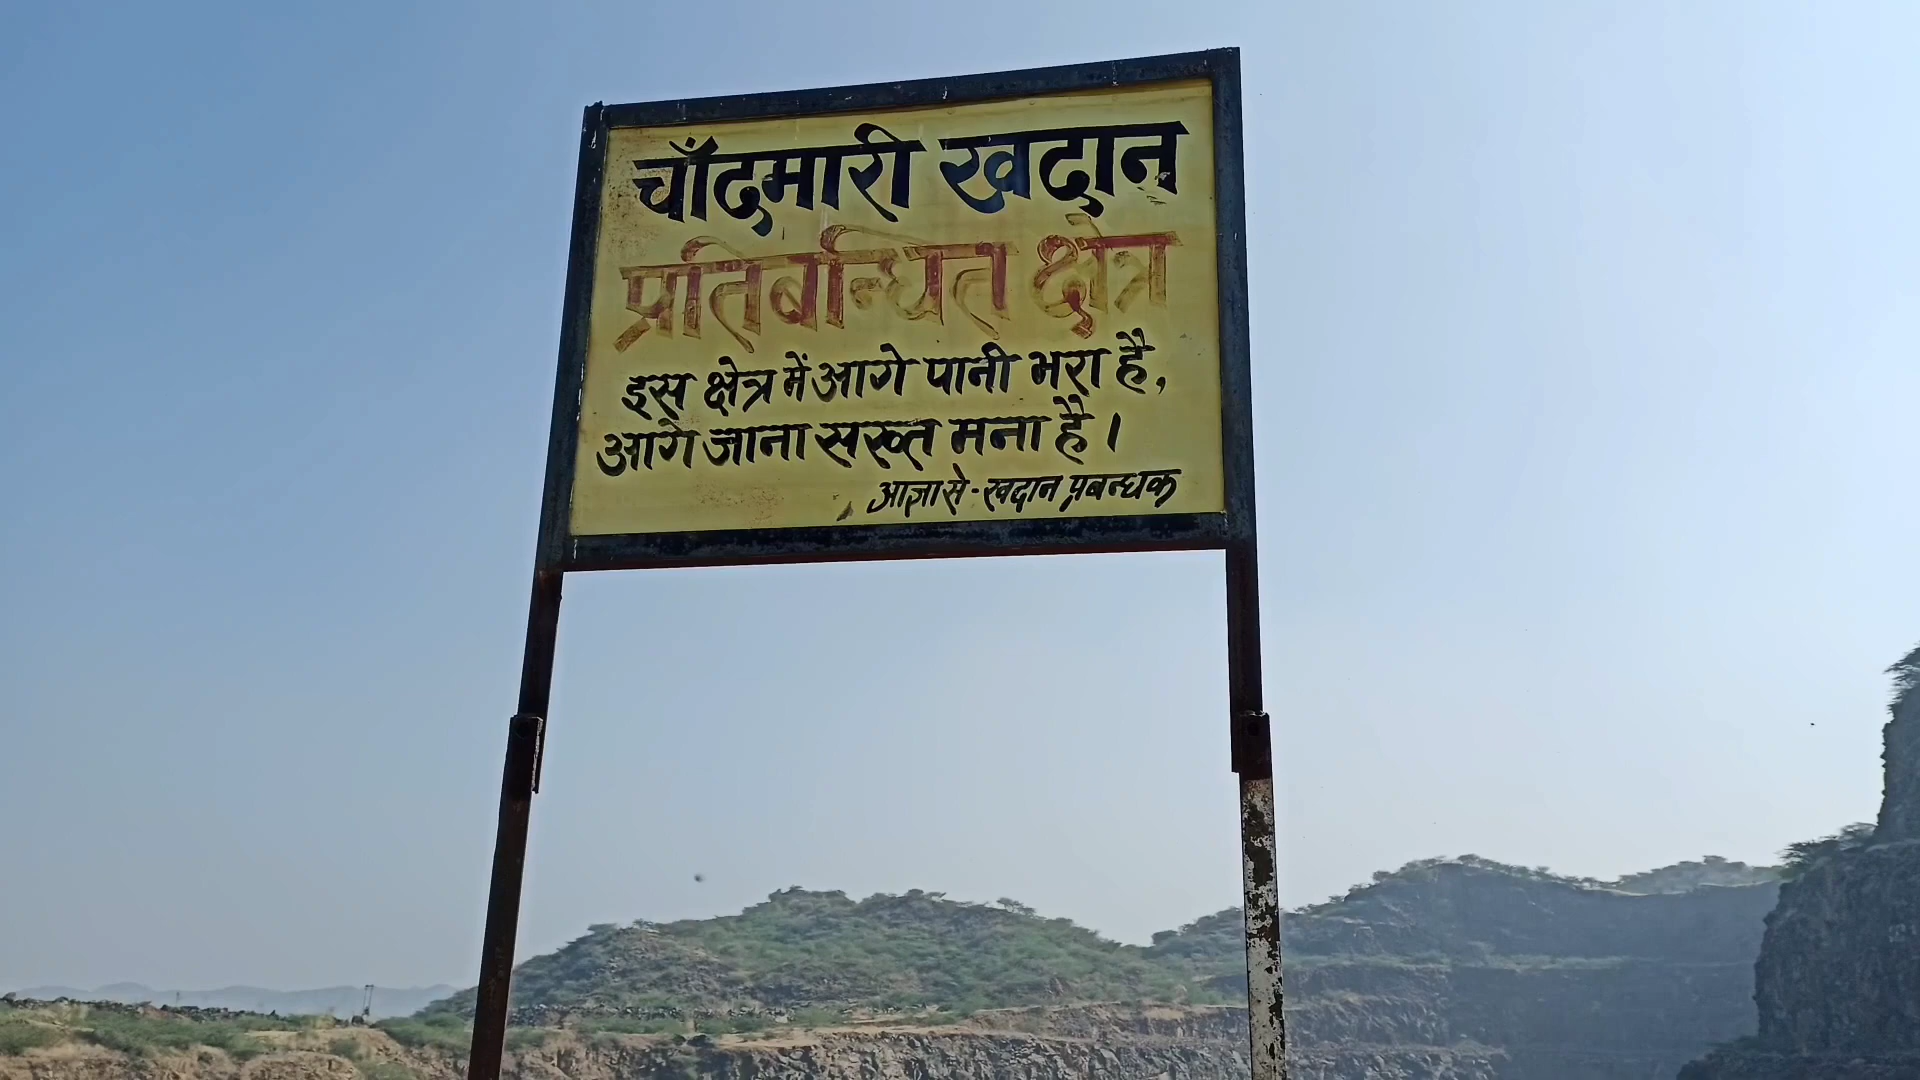 चाँदमारी खदान
प्रतिबन्धित क्षेत्र
इस क्षेत्र में आगे पानी भरा है,
आगे जाना सख्त मना है।
आज्ञा से - खदान प्रबन्धक